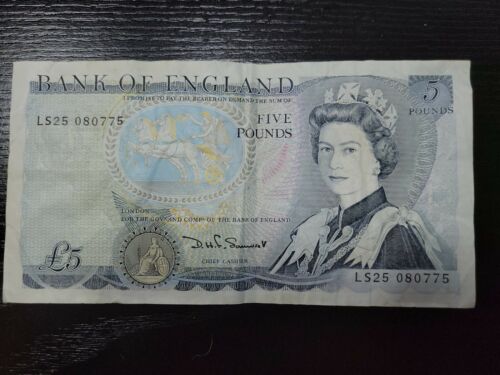 BANK OF ENGLAND
I PROMISE TO PAY THE BEARER ON DEMAND THE SUM OF
5
POUNDS
FIVE
POUNDS
LS25 080775
LONDON
FOR THE GOVR AND COMPA OF THE BANK OF ENGLAND
CHIEF CASHIER
£5
LS25 080775